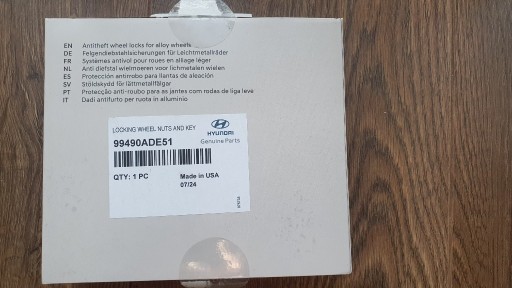 EN Antitheft wheel locks for alloy wheels
DE Felgendiebstahlsicherungen für Leichtmetallräder
FR Systèmes antivol pour roues en alliage léger
NL Anti diefstal wielmoeren voor lichmetalen wielen
ES Protección antirrobo para llantas de aleación
SV Stöldskydd för lättmetallfälgar
PT Protecção anti-roubo para as jantes com rodas de liga leve
IT Dadi antifurto per ruota in alluminio
LOCKING WHEEL NUTS AND KEY
HYUNDAI
99490ADE51
Genuine Parts
QTY: 1 PC
Made in USA
07/24